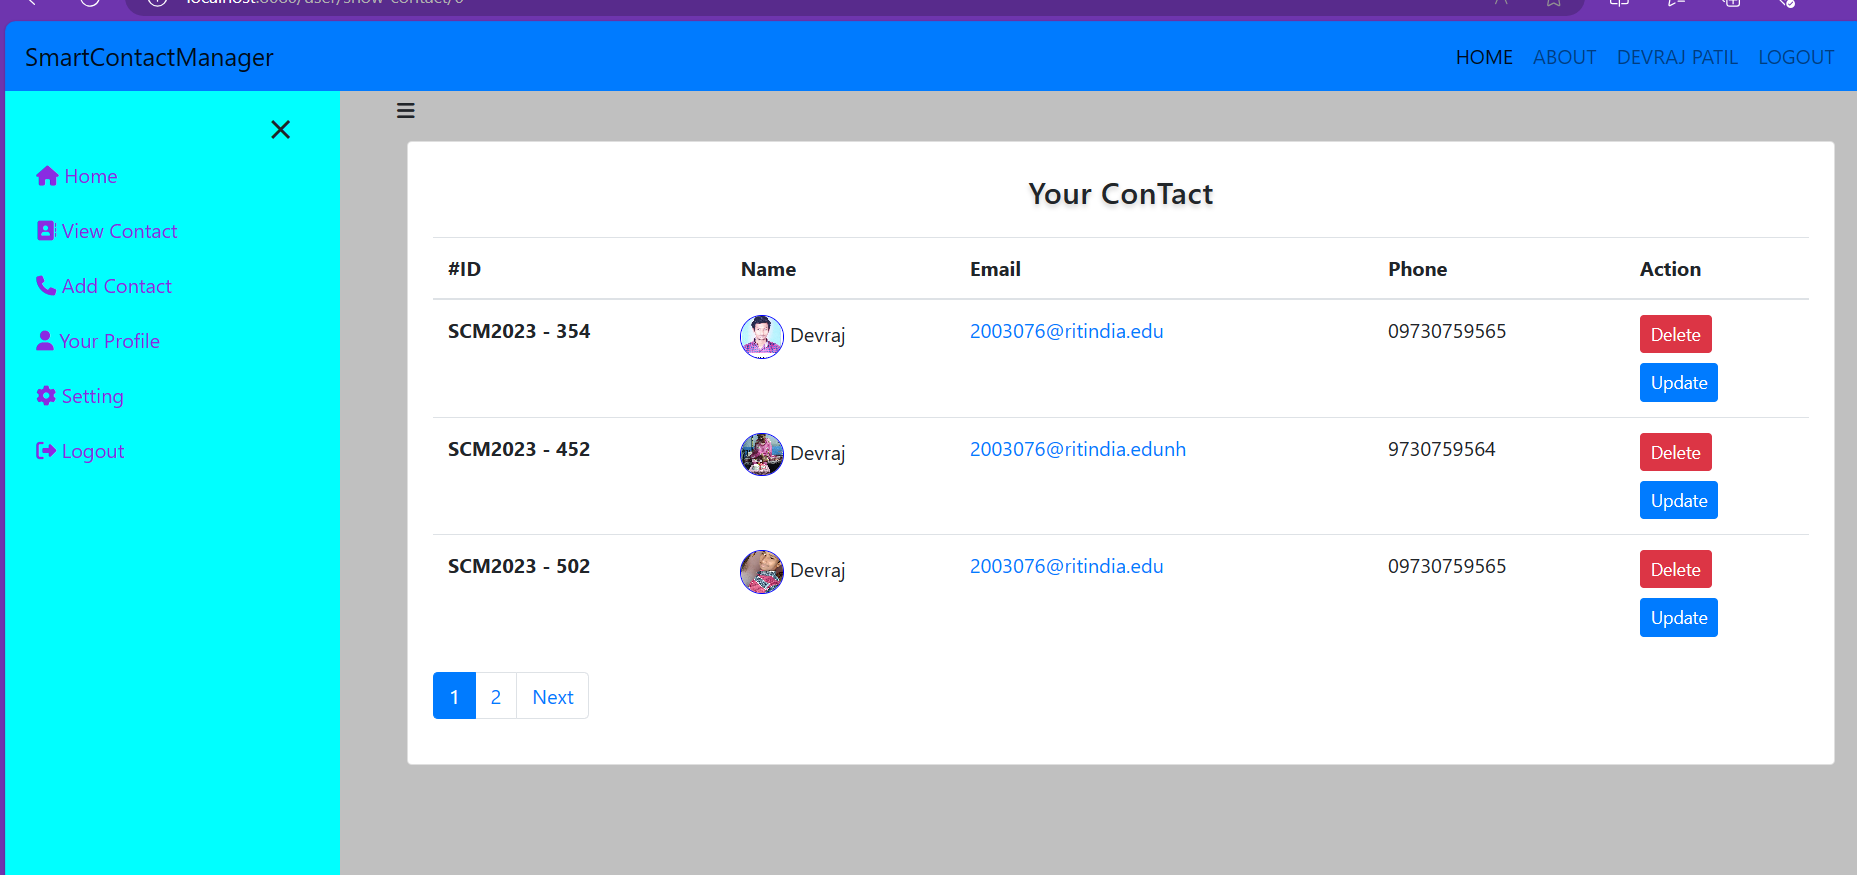 SmartContactManager HOME ABOUT DEVRAJ PATIL LOGOUT
Home
View Contact
Add Contact
Your Profile
Setting
Logout
Your ConTact
#ID Name Email Phone Action
SCM2023 - 354 Devraj 2003076@ritindia.edu 09730759565 Delete
Update
SCM2023 - 452 Devraj 2003076@ritindia.edunh 9730759564 Delete
Update
SCM2023 - 502 Devraj 2003076@ritindia.edu 09730759565 Delete
Update
1 2 Next